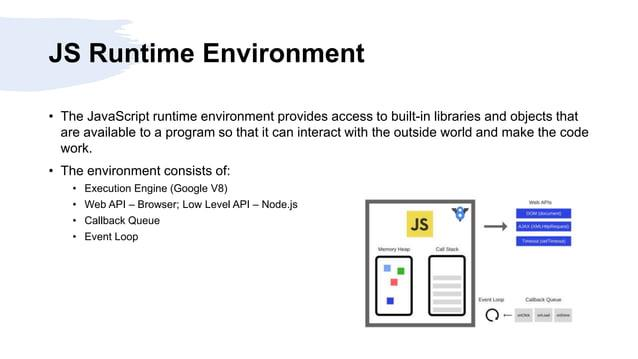 JS Runtime Environment
• The JavaScript runtime environment provides access to built-in libraries and objects that
are available to a program so that it can interact with the outside world and make the code
work.
• The environment consists of:
• Execution Engine (Google V8)
• Web API – Browser; Low Level API – Node.js
• Callback Queue
• Event Loop
JS
Memory Heap
Call Stack
Web APIs
DOM (document)
AJAX (XMLHttpRequest)
Timeout (setTimeout)
Event Loop
Callback Queue
onClick
onLoad
onDone